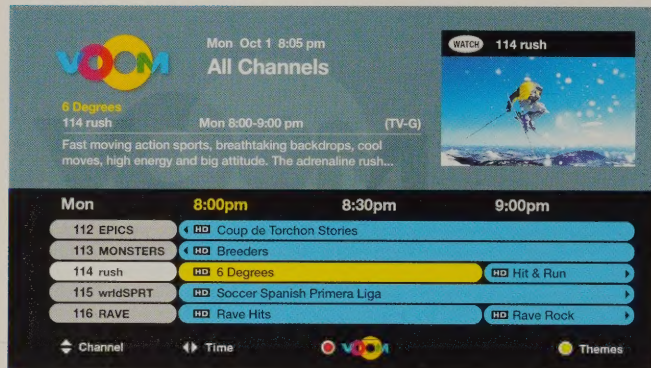 VOOM
Mon Oct 1 8:05 pm
All Channels
6 Degrees
114 rush Mon 8:00-9:00 pm (TV-G)
Fast moving action sports, breathtaking backdrops, cool
moves, high energy and big attitude. The adrenaline rush...
WATCH 114 rush
Mon 8:00pm 8:30pm 9:00pm
112 EPICS HD Coup de Torchon Stories
113 MONSTERS HD Breeders
114 rush HD 6 Degrees HD Hit & Run
115 wrldSPRT HD Soccer Spanish Primera Liga
116 RAVE HD Rave Hits HD Rave Rock
Channel Time VOOM Themes